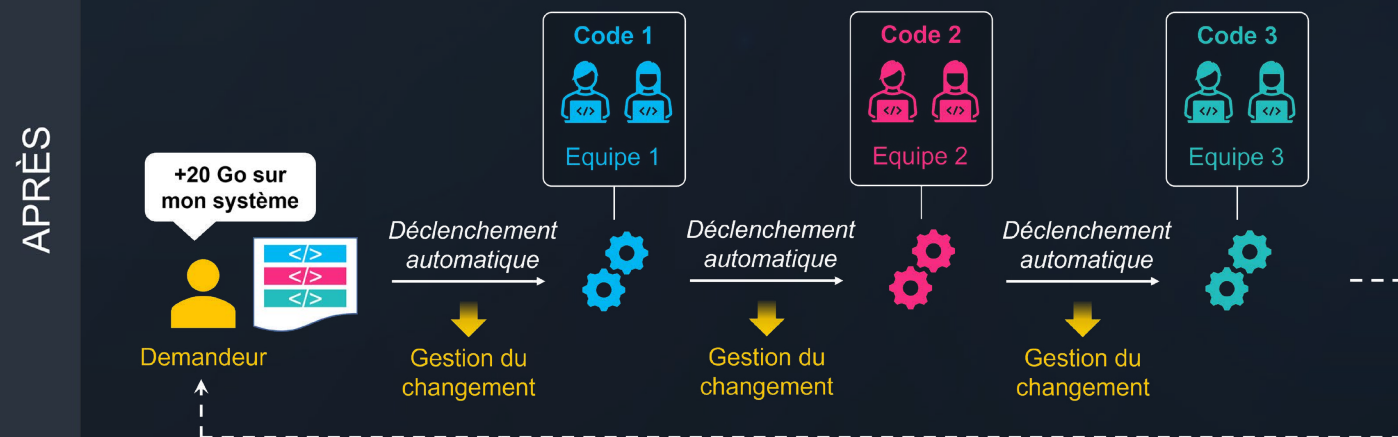 APRÈS
+20 Go sur
mon système
</>
</>
</>
Demandeur
Déclenchement
automatique
Gestion du
changement
Code 1
</>
</>
Equipe 1
Déclenchement
automatique
Gestion du
changement
Code 2
</>
</>
Equipe 2
Déclenchement
automatique
Gestion du
changement
Code 3
</>
</>
Equipe 3